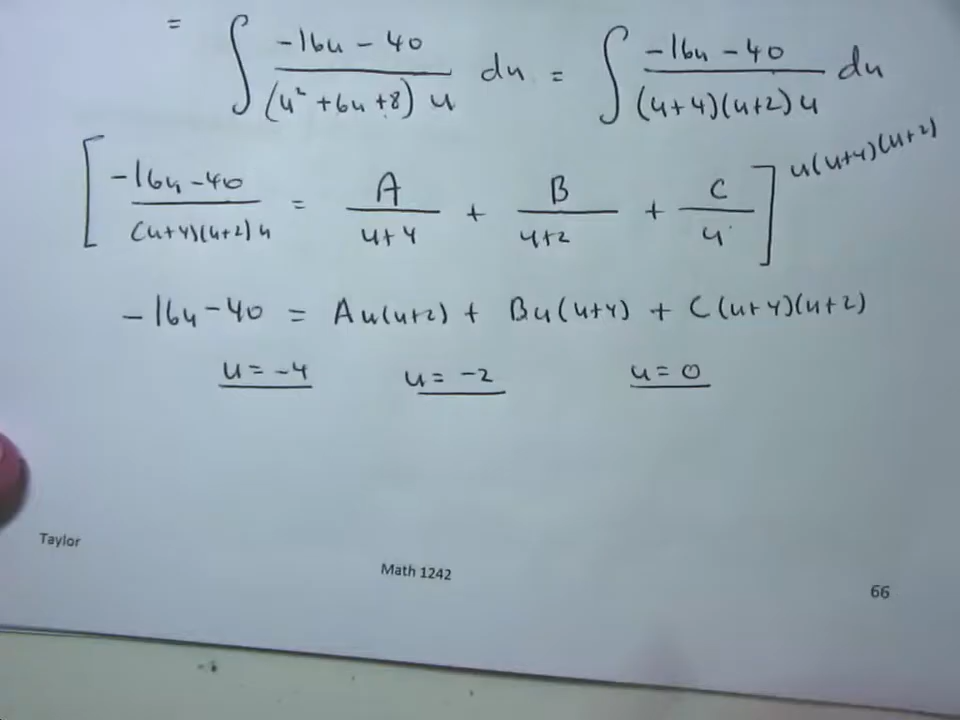 = ∫ (-16u - 40) / ((u² + 6u + 8) u) du = ∫ (-16u - 40) / ((u+4)(u+2) u) du
[ (-16u - 40) / ((u+4)(u+2) u) = A / (u+4) + B / (u+2) + C / u ] u(u+4)(u+2)
-16u - 40 = Au(u+2) + Bu(u+4) + C(u+4)(u+2)
u = -4 u = -2 u = 0
Taylor
Math 1242
66